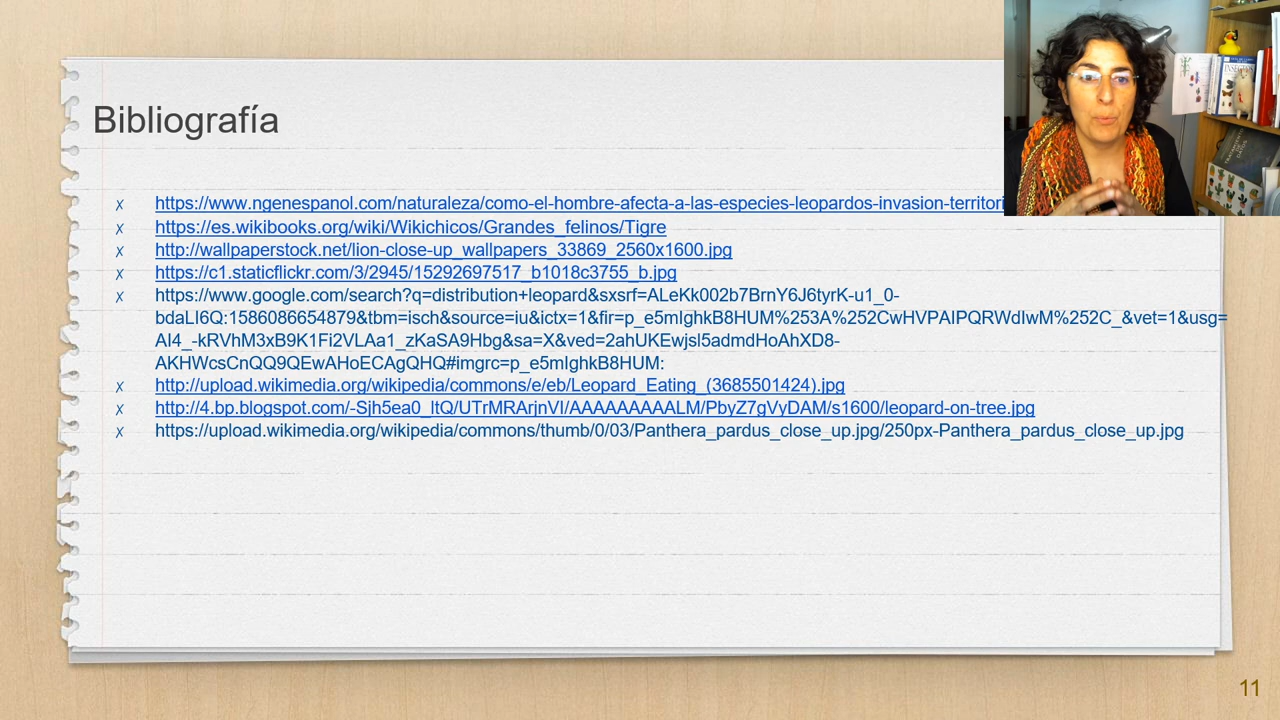 Bibliografía
✗ https://www.ngenespanol.com/naturaleza/como-el-hombre-afecta-a-las-especies-leopardos-invasion-territori
✗ https://es.wikibooks.org/wiki/Wikichicos/Grandes_felinos/Tigre
✗ http://wallpaperstock.net/lion-close-up_wallpapers_33869_2560x1600.jpg
✗ https://c1.staticflickr.com/3/2945/15292697517_b1018c3755_b.jpg
✗ https://www.google.com/search?q=distribution+leopard&sxsrf=ALeKk002b7BrnY6J6tyrK-u1_0-
bdaLI6Q:1586086654879&tbm=isch&source=iu&ictx=1&fir=p_e5mIghkB8HUM%253A%252CwHVPAIPQRWdIwM%252C_&vet=1&usg=
AI4_-kRVhM3xB9K1Fi2VLAa1_zKaSA9Hbg&sa=X&ved=2ahUKEwjsl5admdHoAhXD8-
AKHWcsCnQQ9QEwAHoECAgQHQ#imgrc=p_e5mIghkB8HUM:
✗ http://upload.wikimedia.org/wikipedia/commons/e/eb/Leopard_Eating_(3685501424).jpg
✗ http://4.bp.blogspot.com/-Sjh5ea0_ltQ/UTrMRArjnVI/AAAAAAAAALM/PbyZ7gVyDAM/s1600/leopard-on-tree.jpg
✗ https://upload.wikimedia.org/wikipedia/commons/thumb/0/03/Panthera_pardus_close_up.jpg/250px-Panthera_pardus_close_up.jpg
11